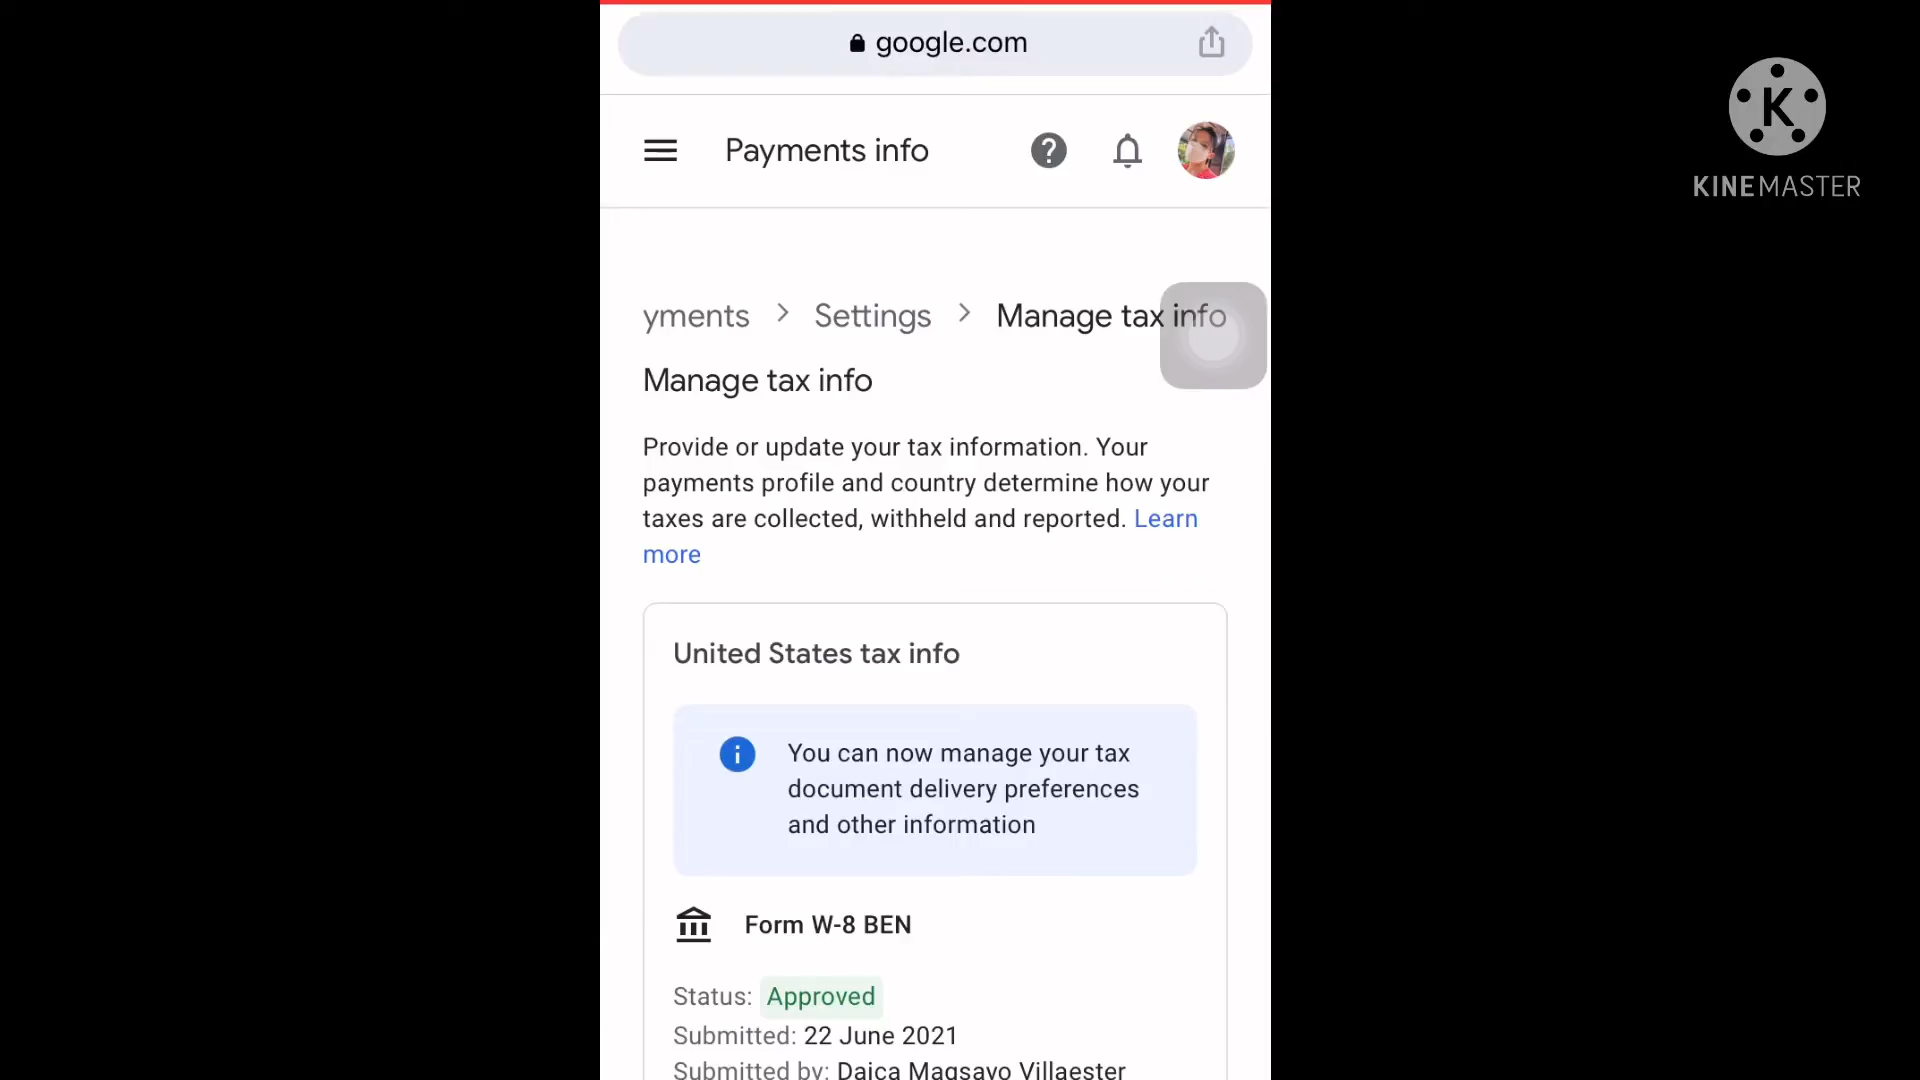 google.com
KINEMASTER
Payments info
yments > Settings > Manage tax info
Manage tax info
Provide or update your tax information. Your
payments profile and country determine how your
taxes are collected, withheld and reported. Learn
more
United States tax info
You can now manage your tax
document delivery preferences
and other information
Form W-8 BEN
Status: Approved
Submitted: 22 June 2021
Submitted by: Daica Magsayo Villaester